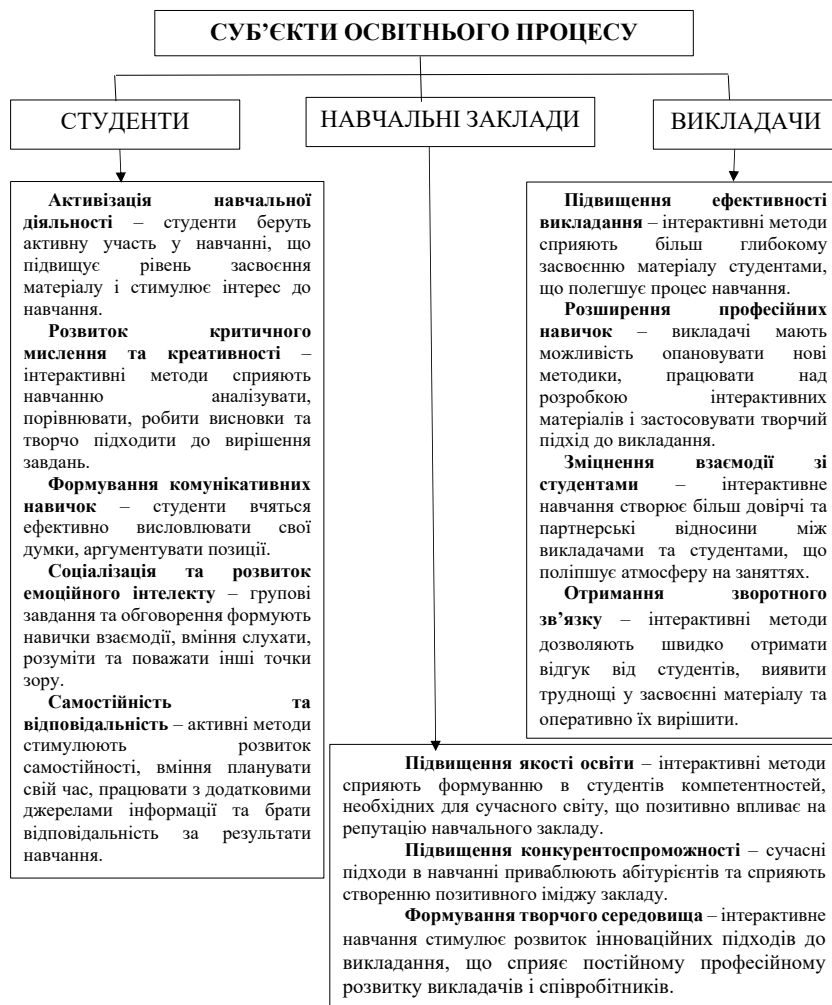 СУБ’ЄКТИ ОСВІТНЬОГО ПРОЦЕСУ
СТУДЕНТИ
НАВЧАЛЬНІ ЗАКЛАДИ
ВИКЛАДАЧИ
Активізація навчальної
діяльності – студенти беруть
активну участь у навчанні, що
підвищує рівень засвоєння
матеріалу і стимулює інтерес до
навчання.
Розвиток критичного
мислення та креативності –
інтерактивні методи сприяють
навчанню аналізувати,
порівнювати, робити висновки та
творчо підходити до вирішення
завдань.
Формування комунікативних
навичок – студенти вчяться
ефективно висловлювати свої
думки, аргументувати позиції.
Соціалізація та розвиток
емоційного інтелекту – групові
завдання та обговорення формують
навички взаємодії, вміння слухати,
розуміти та поважати інші точки
зору.
Самостійність та
відповідальність – активні методи
стимулюють розвиток
самостійності, вміння планувати
свій час, працювати з додатковими
джерелами інформації та брати
відповідальність за результати
навчання.
Підвищення ефективності
викладання – інтерактивні методи
сприяють більш глибокому
засвоєнню матеріалу студентами,
що полегшує процес навчання.
Розширення професійних
навичок – викладачі мають
можливість опановувати нові
методики, працювати над
розробкою інтерактивних
матеріалів і застосовувати творчий
підхід до викладання.
Зміцнення взаємодії зі
студентами – інтерактивне
навчання створює більш довірчі та
партнерські відносини між
викладачами та студентами, що
поліпшує атмосферу на заняттях.
Отримання зворотного
зв’язку – інтерактивні методи
дозволяють швидко отримати
відгук від студентів, виявити
труднощі у засвоєнні матеріалу та
оперативно їх вирішити.
Підвищення якості освіти – інтерактивні методи
сприяють формуванню в студентів компетентностей,
необхідних для сучасного світу, що позитивно впливає на
репутацію навчального закладу.
Підвищення конкурентоспроможності – сучасні
підходи в навчанні приваблюють абітурієнтів та сприяють
створенню позитивного іміджу закладу.
Формування творчого середовища – інтерактивне
навчання стимулює розвиток інноваційних підходів до
викладання, що сприяє постійному професійному
розвитку викладачів і співробітників.